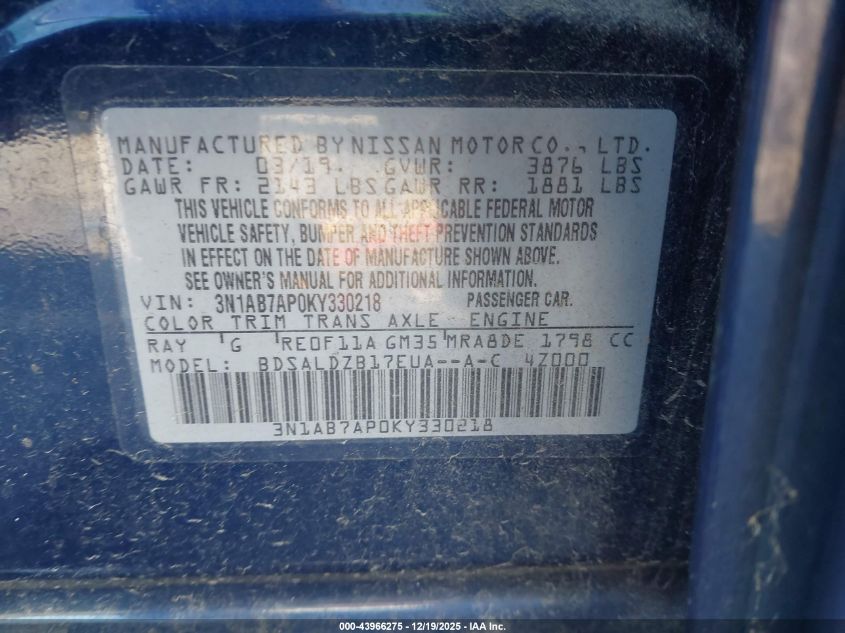 MANUFACTURED BY NISSAN MOTOR CO., LTD.
DATE: 03/19. GVWR: 3876 LBS
GAWR FR: 2143 LBS GAWR RR: 1881 LBS
THIS VEHICLE CONFORMS TO ALL APPLICABLE FEDERAL MOTOR
VEHICLE SAFETY, BUMPER AND THEFT PREVENTION STANDARDS
IN EFFECT ON THE DATE OF MANUFACTURE SHOWN ABOVE.
SEE OWNER'S MANUAL FOR ADDITIONAL INFORMATION.
VIN: 3N1AB7AP0KY330218 PASSENGER CAR.
COLOR TRIM TRANS AXLE ENGINE
RAY G RE0F11A GM35 MRA8DE 1798 CC
MODEL: BDSALDZB17EUA--A-C 4Z000
3N1AB7AP0KY330218
000-43966275 - 12/19/2025 - IAA Inc.